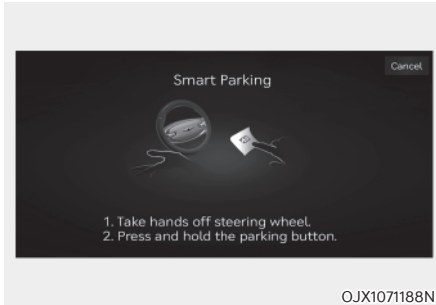 Cancel
Smart Parking
1. Take hands off steering wheel.
2. Press and hold the parking button.
OJX1071188N